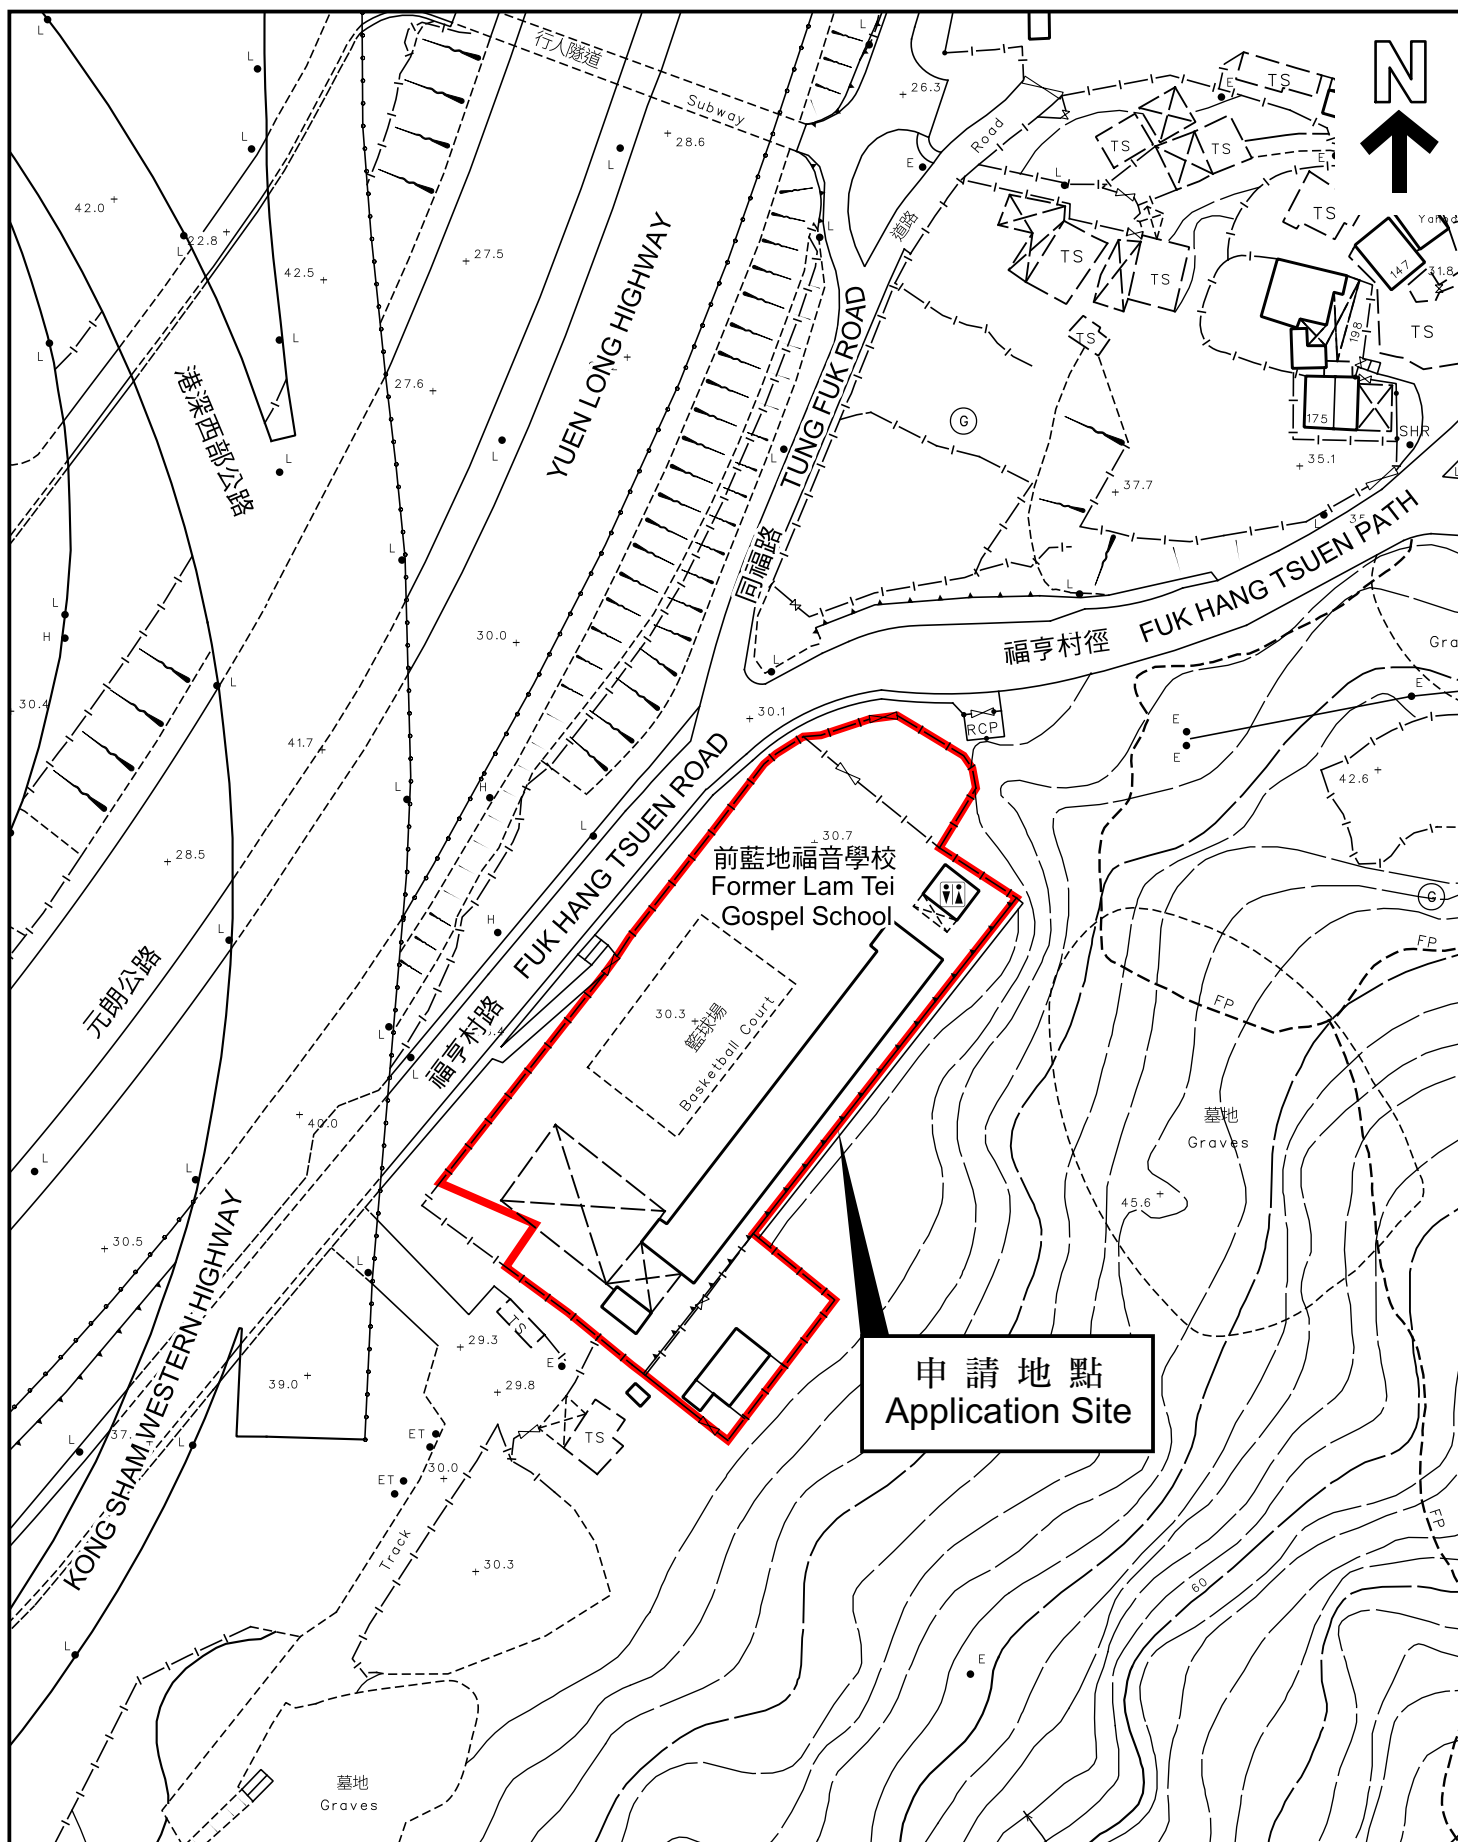 行人隧道
Subway
N
26.3
28.6
Road
道路
E
TS
TS
TS
TS
TS
TS
TS
TS
42.0
22.8
42.5
27.5
27.6
147
31.8
198
175
SHR
35.1
37.7
G
港深西部公路
YUEN LONG HIGHWAY
TUNG FUK ROAD
同福路
福亨村徑 FUK HANG TSUEN PATH
30.0
30.4
41.7
28.5
30.1
RCP
42.6
E
E
E
H
H
H
L
30.7
前藍地福音學校
Former Lam Tei
Gospel School
福亨村路 FUK HANG TSUEN ROAD
元朗公路
30.3
籃球場
Basketball Court
G
FP
FP
墓地
Graves
45.6
40.0
30.5
KONG SHAM WESTERN HIGHWAY
39.0
29.3
29.8
TS
E
TS
ET
ET
30.0
Track
30.3
申請地點
Application Site
FP
60
E
墓地
Graves